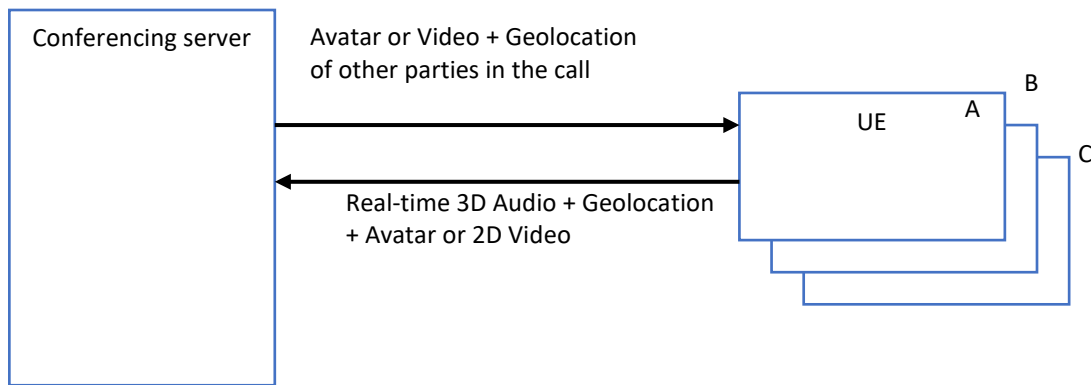 Conferencing server
Avatar or Video + Geolocation
of other parties in the call
B
A
UE
C
Real-time 3D Audio + Geolocation
+ Avatar or 2D Video